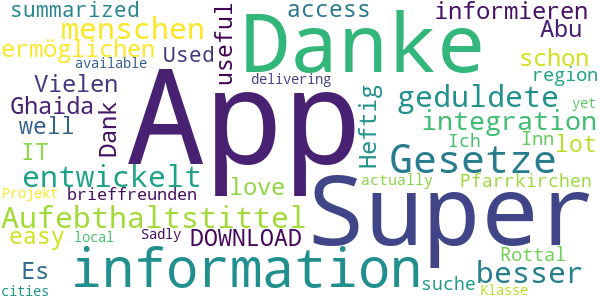 summarized
menschen
ermöglichen
available
Used
useful
Danke
access
informieren
Abu
schon
region
Vielen
Ghaida
well
IT
Dank
App
delivering
Heftig
geduldete
integration
Ich
Inn
lot
entwickelt
love
Gesetze
actually
Pfarrkirchen
yet
Projekt
brieffreunden
Super
Aufebthaltstittel
easy
local
Sadly
DOWNLOAD
Rottal
Es
cities
information
suche
besser
Klasse